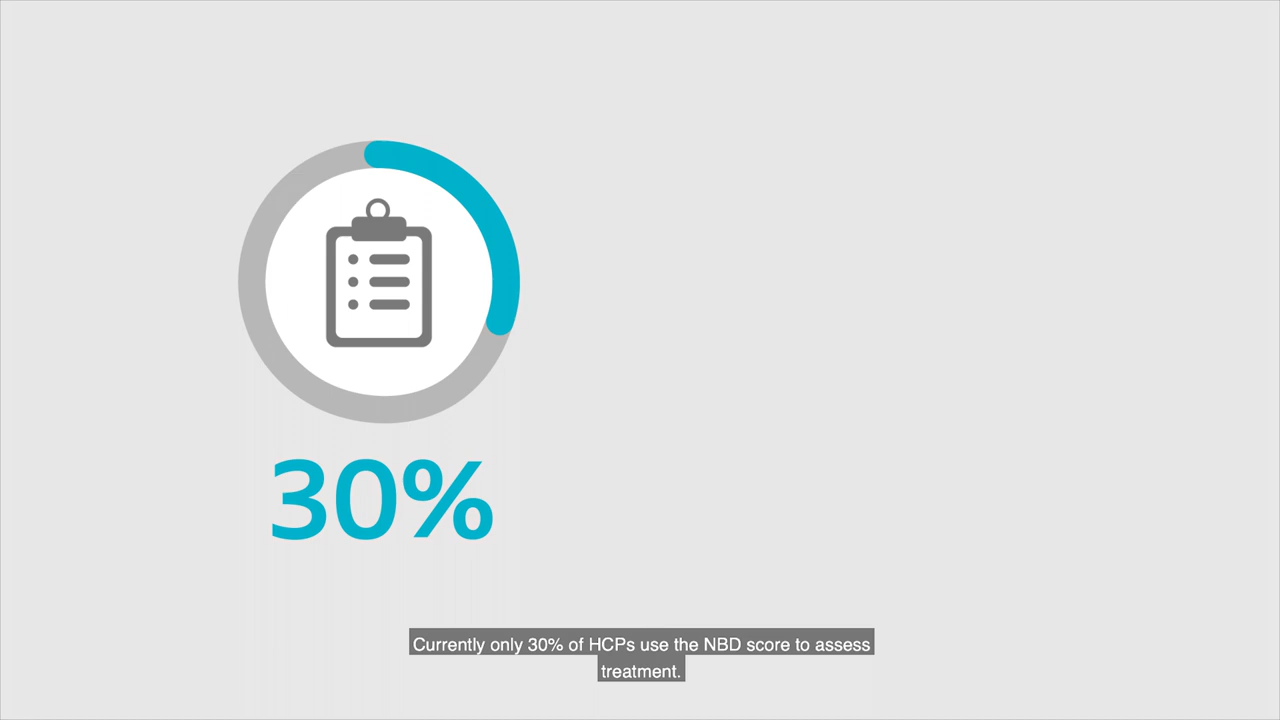 30%
Currently only 30% of HCPs use the NBD score to assess
treatment.